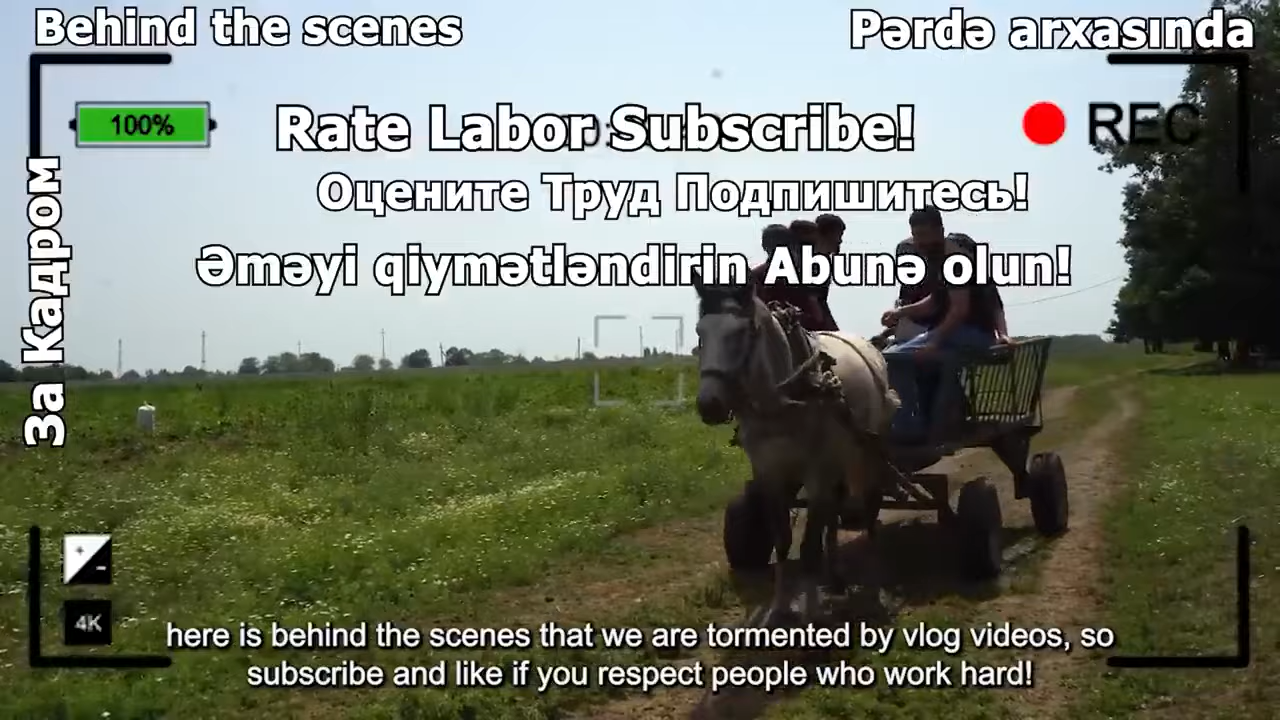 Behind the scenes
Pərdə arxasında
100%
Rate Labor Subscribe!
REC
Оцените Труд Подпишитесь!
За Кадром
Əməyi qiymətləndirin Abunə olun!
4K
here is behind the scenes that we are tormented by vlog videos, so
subscribe and like if you respect people who work hard!